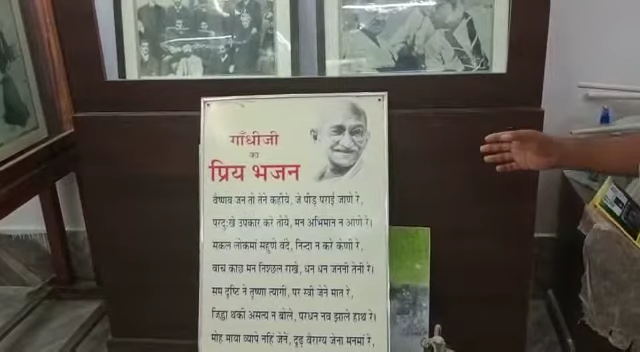 गाँधीजी
का
प्रिय भजन
वैष्णव जन तो तेने कहीये, जे पीड़ पराई जाणे रे,
परदुःखे उपकार करे तोये, मन अभिमान न आणे रे।
सकल लोकमां सहुणे वंदे, निन्दा न करे केणी रे,
वाच काछ मन निश्छल राखे, धन धन जननी तेनी रे।
सम दृष्टि ने तृष्णा त्यागी, पर स्त्री जेने मात रे,
जिह्वा थकी असत्य न बोले, परधन नव झाले हाथ रे।
मोह माया व्यापे नहिं जेने, दृढ़ वैराग्य जेना मनमां रे,